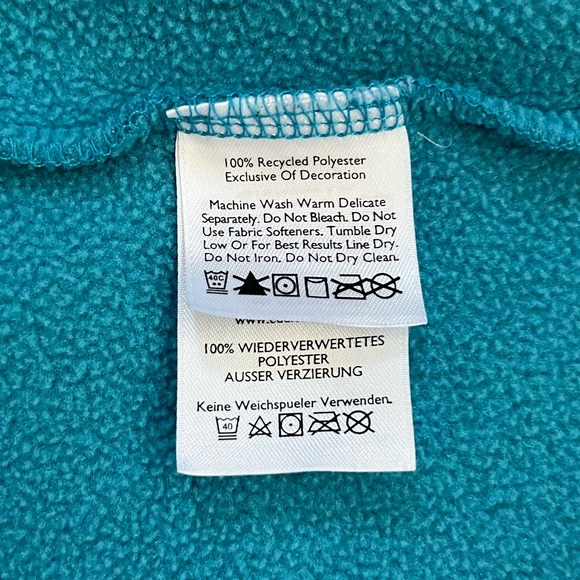 100% Recycled Polyester
Exclusive Of Decoration
Machine Wash Warm Delicate
Separately. Do Not Bleach. Do Not
Use Fabric Softeners. Tumble Dry
Low Or For Best Results Line Dry.
Do Not Iron. Do Not Dry Clean.
40C
100% WIEDERVERWERTETES
POLYESTER
AUSSER VERZIERUNG
Keine Weichspueler Verwenden.
40